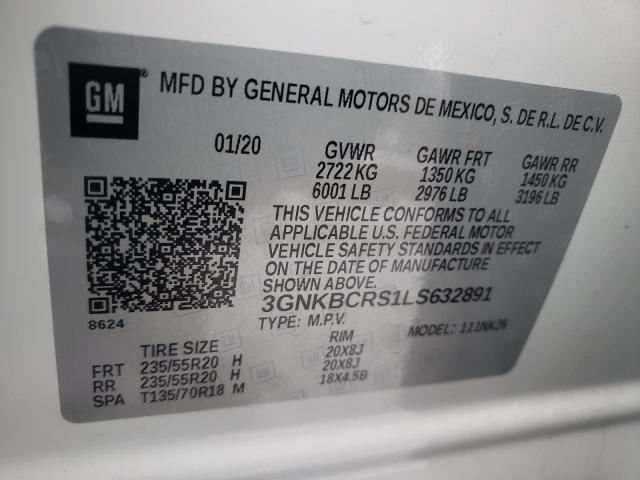 GM
MFD BY GENERAL MOTORS DE MEXICO, S. DE R.L. DE C.V.
01/20 GVWR GAWR FRT GAWR RR
2722 KG 1350 KG 1450 KG
6001 LB 2976 LB 3196 LB
THIS VEHICLE CONFORMS TO ALL
APPLICABLE U.S. FEDERAL MOTOR
VEHICLE SAFETY STANDARDS IN EFFECT
ON THE DATE OF MANUFACTURE
SHOWN ABOVE.
3GNKBCRS1LS632891
8624
TYPE: M.P.V. MODEL: 111NK26
TIRE SIZE RIM
FRT 235/55R20 H 20X8J
RR 235/55R20 H 20X8J
SPA T135/70R18 M 18X4.5B